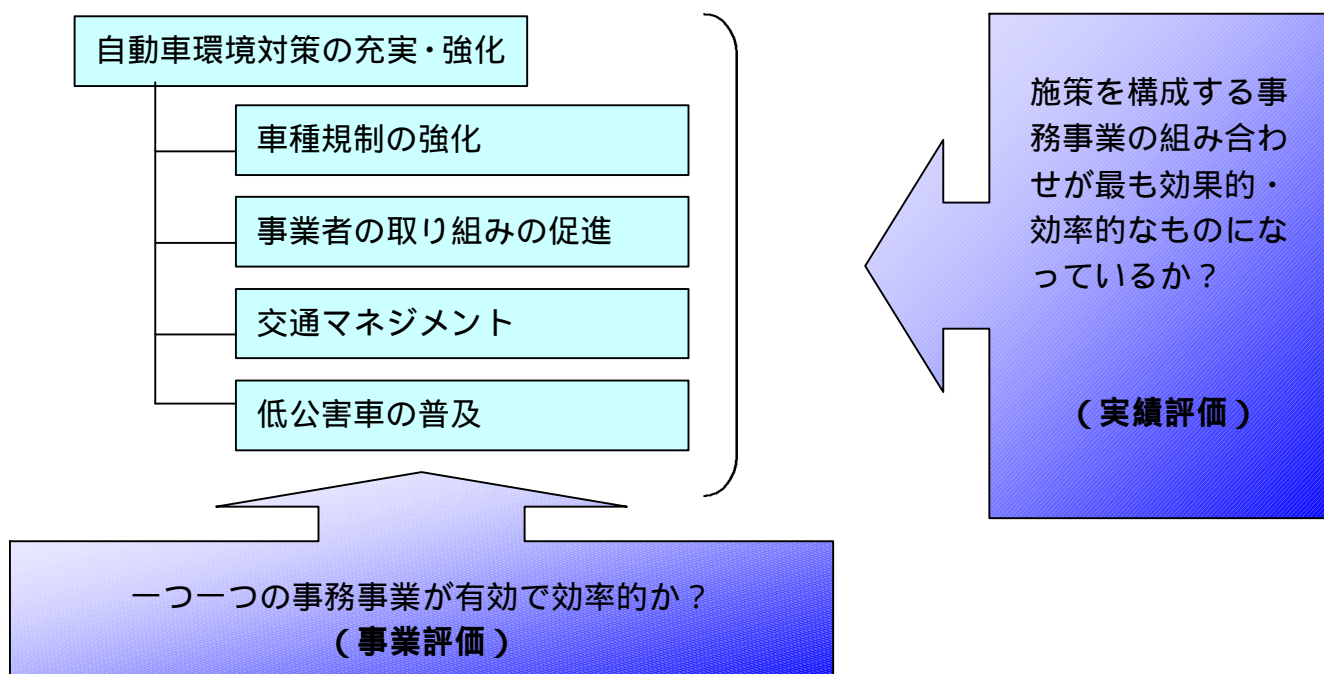 自動車環境対策の充実・強化
車種規制の強化
事業者の取り組みの促進
交通マネジメント
低公害車の普及
施策を構成する事
務事業の組み合わ
せが最も効果的・
効率的なものにな
っているか？
（実績評価）
一つ一つの事務事業が有効で効率的か？
（事業評価）